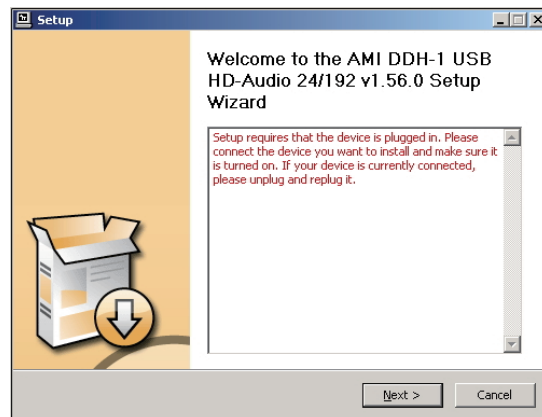 Setup
Welcome to the AMI DDH-1 USB
HD-Audio 24/192 v1.56.0 Setup
Wizard
Setup requires that the device is plugged in. Please
connect the device you want to install and make sure it
is turned on. If your device is currently connected,
please unplug and replug it.
Next >
Cancel